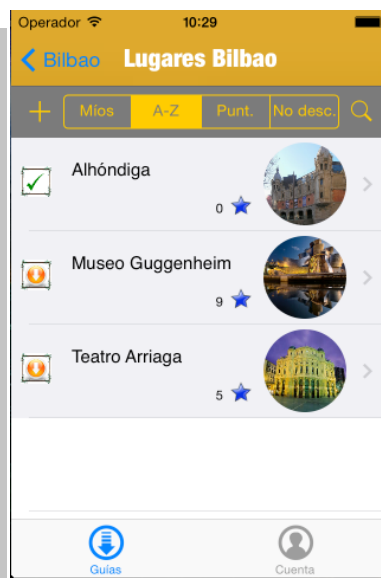 Operador 10:29
Bilbao Lugares Bilbao
Míos A-Z Punt. No desc.
Alhóndiga
0
Museo Guggenheim
9
Teatro Arriaga
5
Guías Cuenta